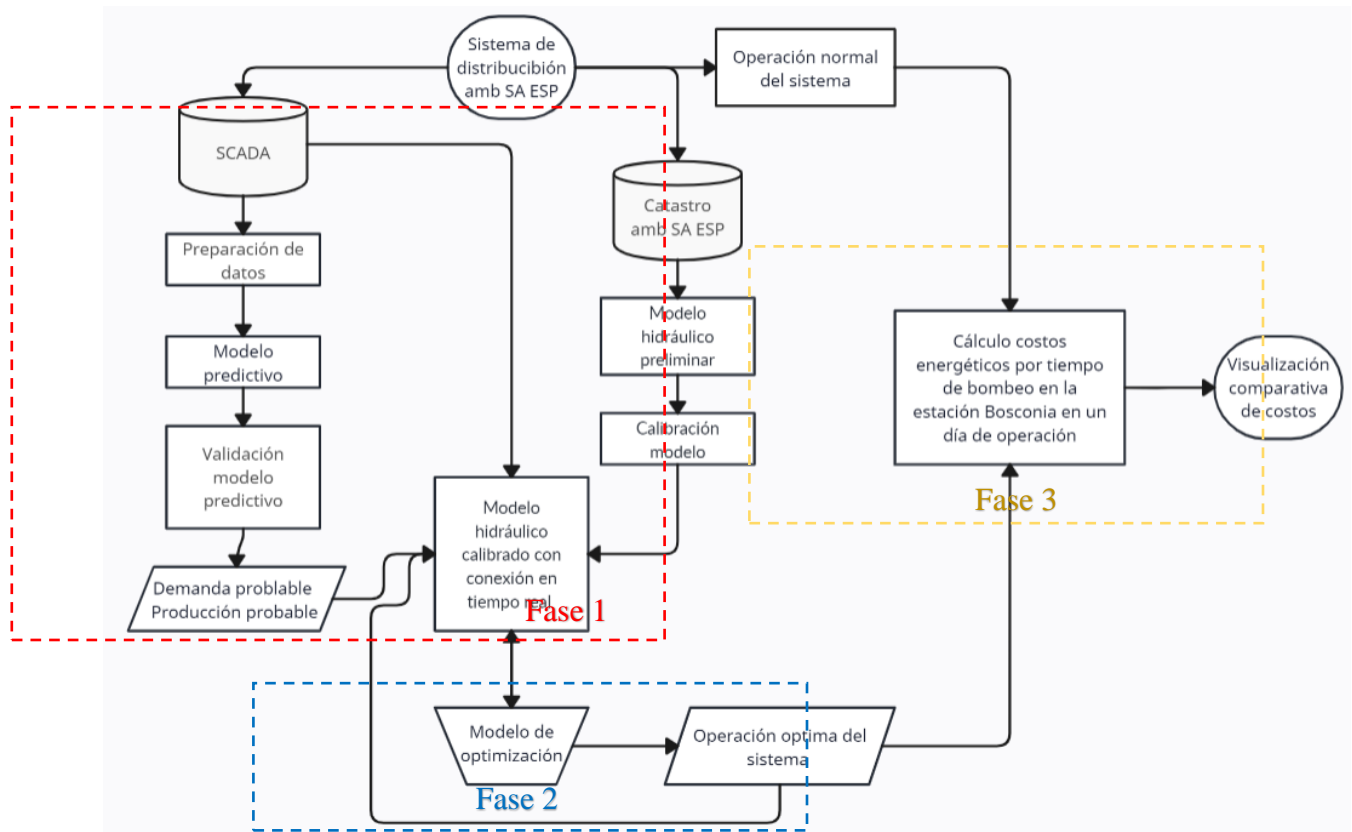 Sistema de
distribucibión
amb SA ESP
Operación normal
del sistema
SCADA
Catastro
amb SA ESP
Preparación de
datos
Modelo
predictivo
Validación
modelo
predictivo
Demanda problable
Producción probable
Modelo
hidráulico
preliminar
Calibración
modelo
Modelo
hidráulico
calibrado con
conexión en
tiempo real
Fase 1
Cálculo costos
energéticos por tiempo
de bombeo en la
estación Bosconia en un
día de operación
Fase 3
Visualización
comparativa
de costos
Modelo de
optimización
Operación optima del
sistema
Fase 2